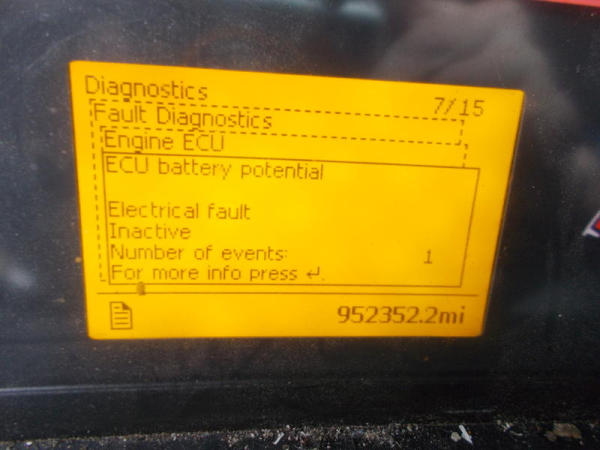 Diagnostics
7/15
Fault Diagnostics
Engine ECU
ECU battery potential
Electrical fault
Inactive
Number of events: 1
For more info press ↵.
952352.2mi